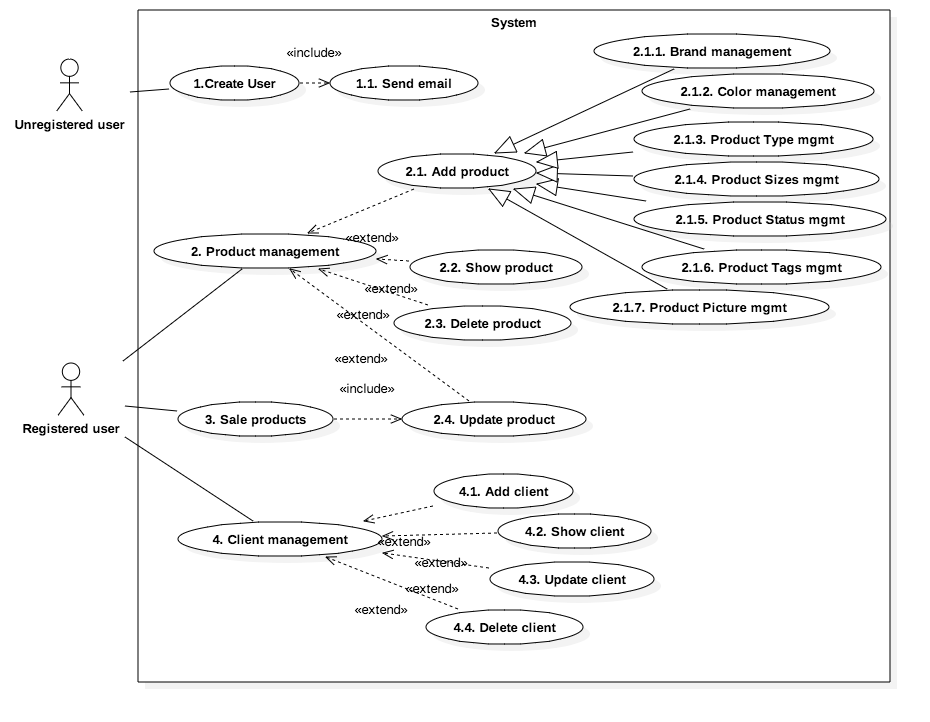 System
2.1.1. Brand management
«include»
1.Create User
1.1. Send email
2.1.2. Color management
Unregistered user
2.1.3. Product Type mgmt
2.1. Add product
2.1.4. Product Sizes mgmt
2.1.5. Product Status mgmt
«extend»
2. Product management
2.2. Show product
2.1.6. Product Tags mgmt
«extend»
2.1.7. Product Picture mgmt
«extend»
2.3. Delete product
«extend»
«include»
3. Sale products
2.4. Update product
Registered user
4.1. Add client
4.2. Show client
4. Client management
«extend»
«extend»
4.3. Update client
«extend»
«extend»
4.4. Delete client